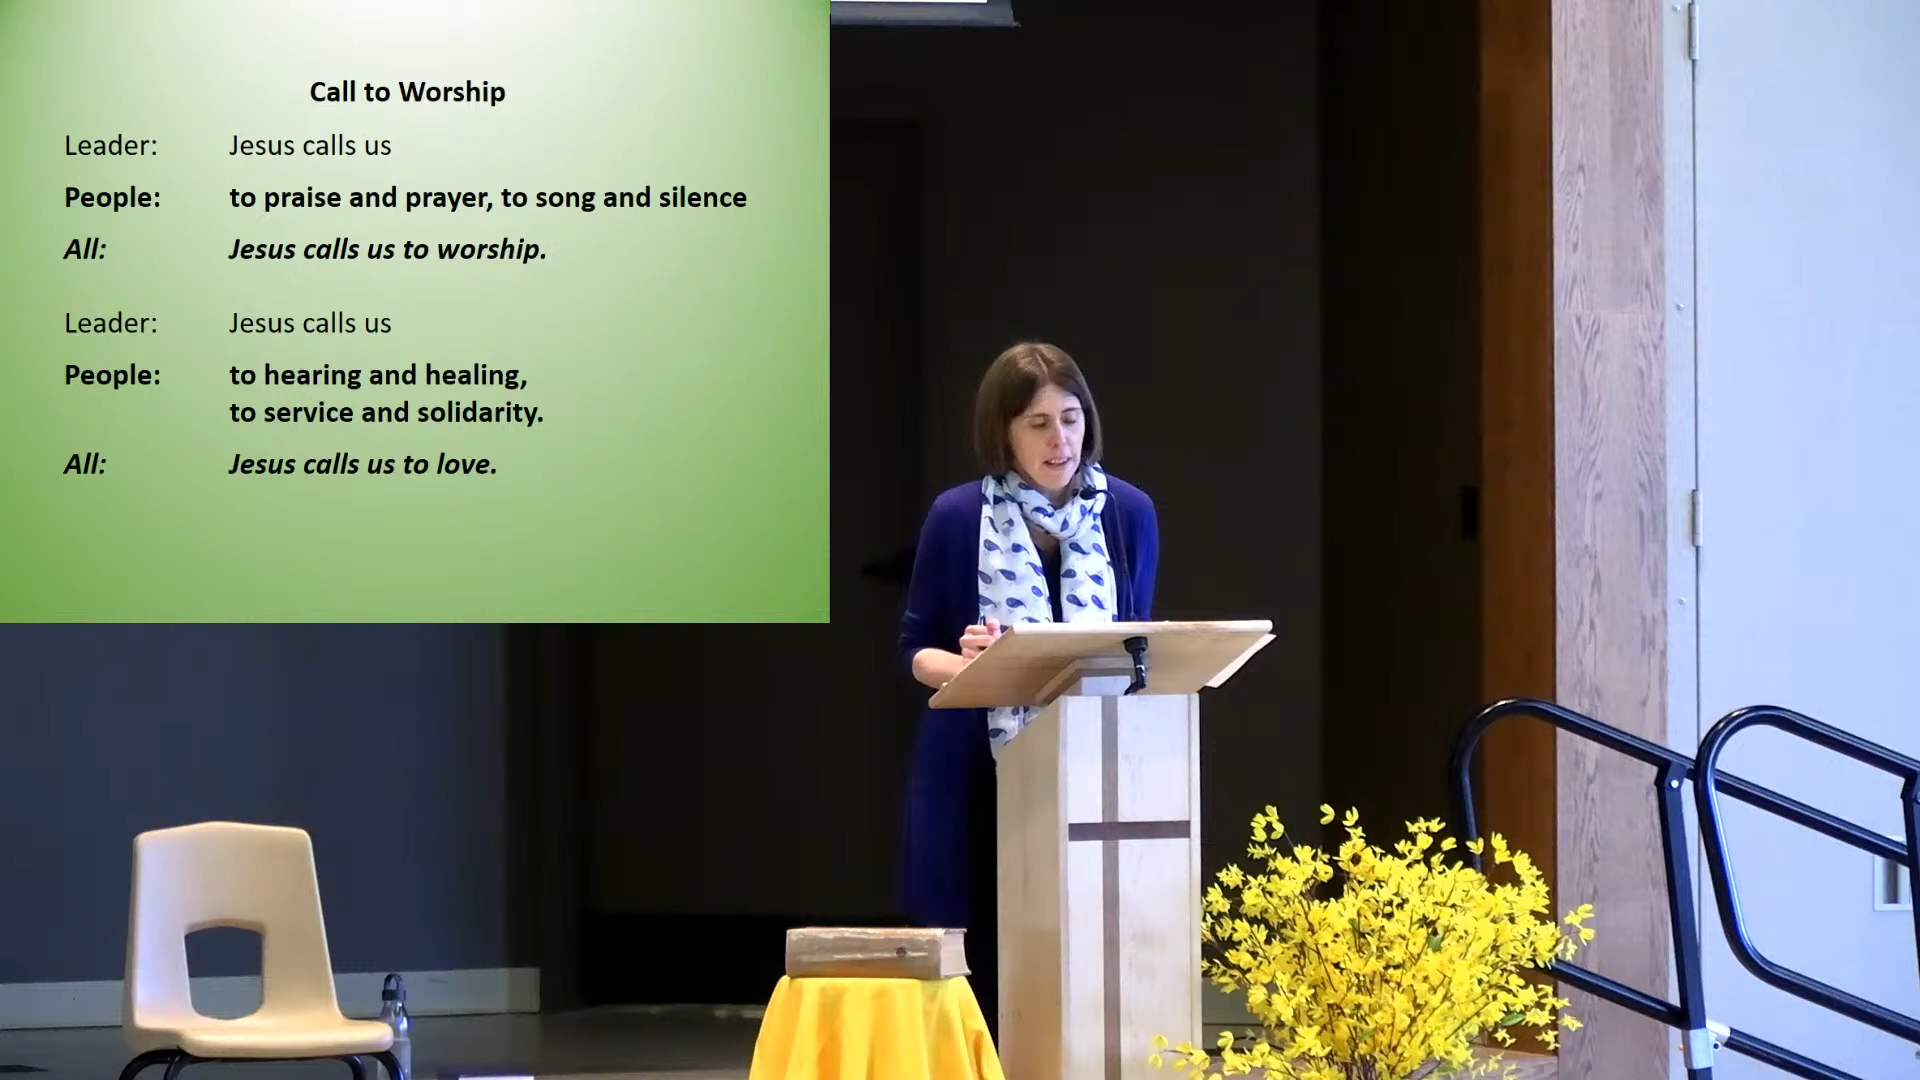 Call to Worship
Leader: Jesus calls us
People: to praise and prayer, to song and silence
All: Jesus calls us to worship.
Leader: Jesus calls us
People: to hearing and healing,
to service and solidarity.
All: Jesus calls us to love.